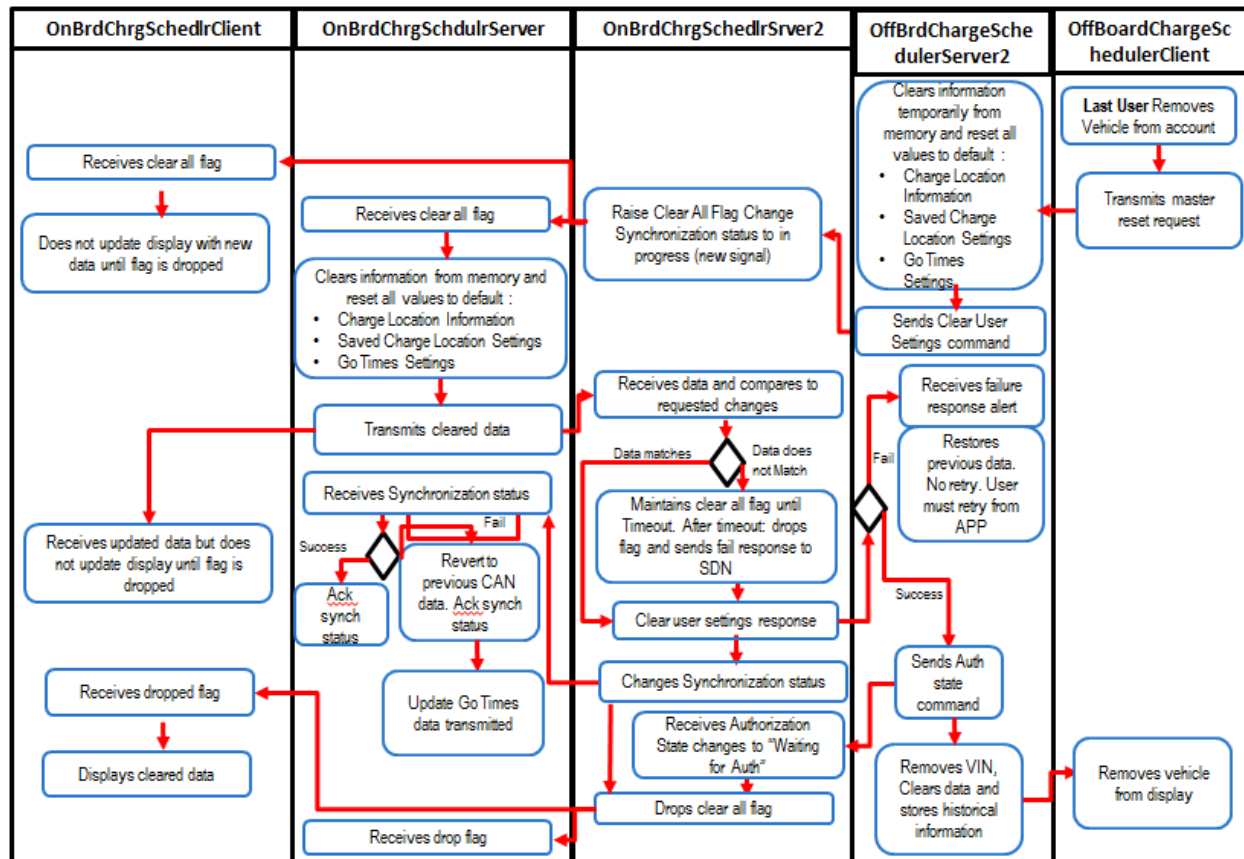 OnBrdChrgSchedlrClient
OnBrdChrgSchdulrServer
OnBrdChrgSchedlrSrver2
OffBrdChargeSche
dulerServer2
OffBoardChargeSc
hedulerClient
Receives clear all flag
Does not update display with new
data until flag is dropped
Receives updated data but does
not update display until flag is
dropped
Receives dropped flag
Displays cleared data
Receives clear all flag
Clears information from memory and
reset all values to default :
• Charge Location Information
• Saved Charge Location Settings
• Go Times Settings
Transmits cleared data
Receives Synchronization status
Success
Fail
Ack
synch
status
Revert to
previous CAN
data. Ack synch
status
Update Go Times
data transmitted
Receives drop flag
Raise Clear All Flag Change
Synchronization status to in
progress (new signal)
Receives data and compares to
requested changes
Data matches
Data does
not Match
Maintains clear all flag until
Timeout. After timeout: drops
flag and sends fail response to
SDN
Clear user settings response
Changes Synchronization status
Receives Authorization
State changes to “Waiting
for Auth”
Drops clear all flag
Clears information
temporarily from
memory and reset all
values to default :
• Charge Location
Information
• Saved Charge
Location Settings
• Go Times
Settings
Sends Clear User
Settings command
Receives failure
response alert
Restores
previous data.
No retry. User
must retry from
APP
Fail
Success
Sends Auth
state
command
Removes VIN,
Clears data and
stores historical
information
Last User Removes
Vehicle from account
Transmits master
reset request
Removes vehicle
from display